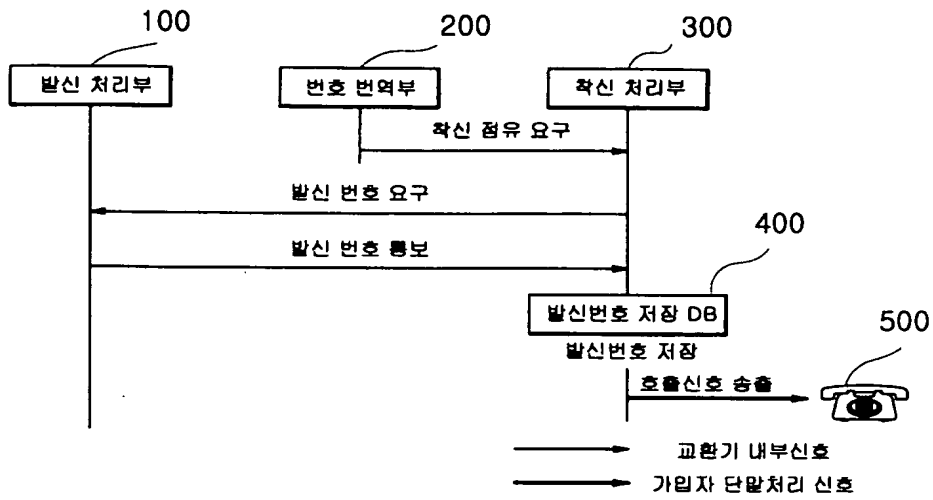 100
200
300
발신 처리부
번호 번역부
착신 처리부
착신 점유 요구
발신 번호 요구
발신 번호 통보
400
발신번호 저장 DB
500
발신번호 저장
호출신호 송출
교환기 내부신호
가입자 단말처리 신호